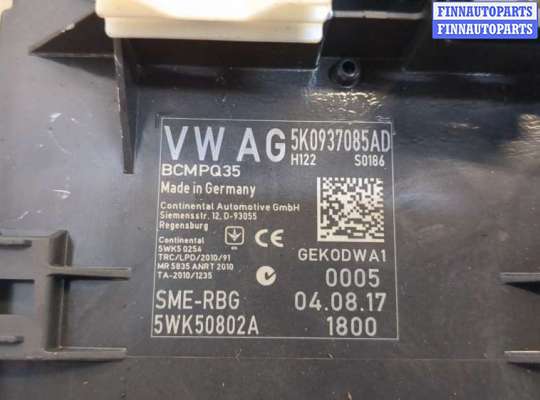 FINNAUTOPARTS
FINNAUTOPARTS
VW AG 5K0937085AD
H122 S0186
BCMPQ35
Made in Germany
Continental Automotive GmbH
Siemensstr. 12, D-93055
Regensburg
Continental
5WK5 0254
TRC/LPD/2010/91
MR 5835 ANRT 2010
TA-2010/1235
CE
GEK0DWA1
0005
SME-RBG 04.08.17
5WK50802A 1800